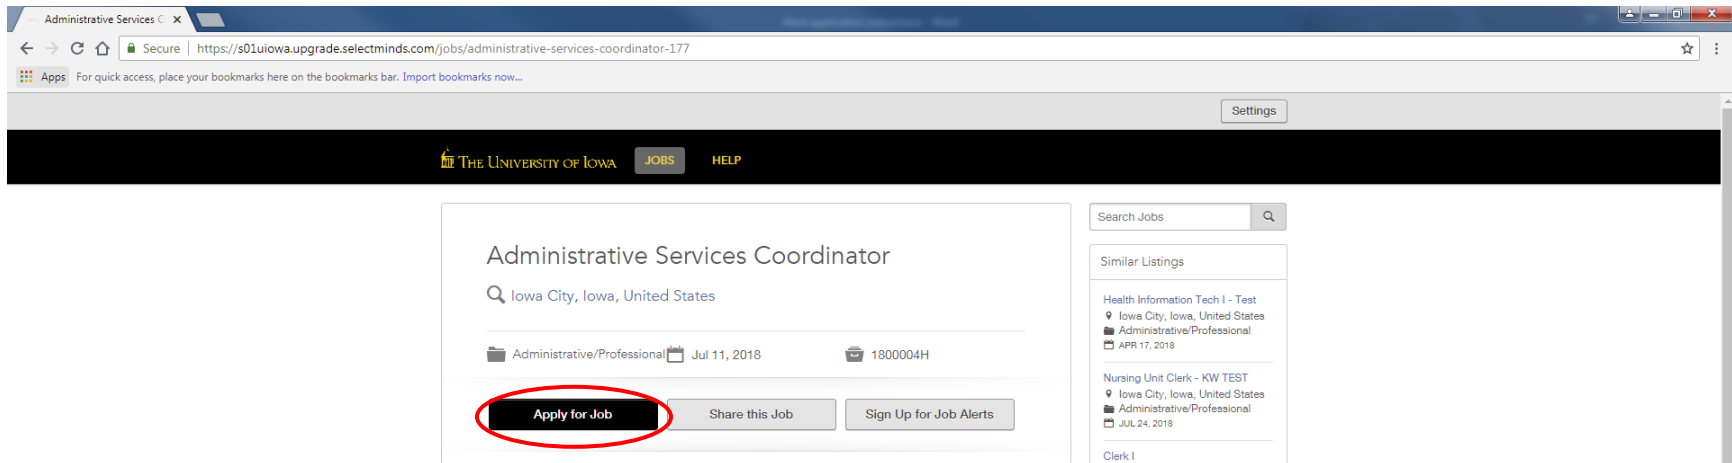 Administrative Services C
Secure https://s01uiowa.upgrade.selectminds.com/jobs/administrative-services-coordinator-177
Apps For quick access, place your bookmarks here on the bookmarks bar. Import bookmarks now...
Settings
THE UNIVERSITY OF IOWA JOBS HELP
Search Jobs
Administrative Services Coordinator
Iowa City, Iowa, United States
Administrative/Professional Jul 11, 2018 1800004H
Apply for Job Share this Job Sign Up for Job Alerts
Similar Listings
Health Information Tech I - Test
Iowa City, Iowa, United States
Administrative/Professional
APR 17, 2018
Nursing Unit Clerk - KW TEST
Iowa City, Iowa, United States
Administrative/Professional
JUL 24, 2018
Clerk I